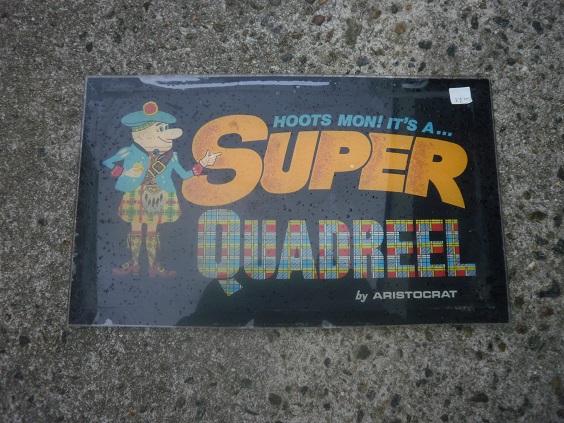 HOOTS MON! IT'S A...
SUPER
QUADREEL
by ARISTOCRAT